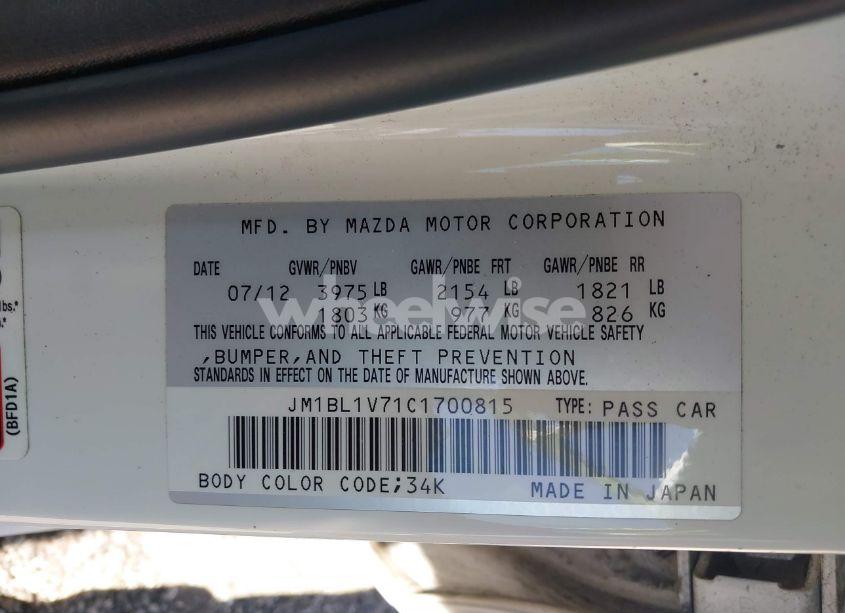 MFD. BY MAZDA MOTOR CORPORATION
DATE GVWR/PNBV GAWR/PNBE FRT GAWR/PNBE RR
07/12 3975 LB 2154 LB 1821 LB
1803 KG 977 KG 826 KG
wheelwise
THIS VEHICLE CONFORMS TO ALL APPLICABLE FEDERAL MOTOR VEHICLE SAFETY
,BUMPER,AND THEFT PREVENTION
STANDARDS IN EFFECT ON THE DATE OF MANUFACTURE SHOWN ABOVE.
JM1BL1V71C1700815 TYPE: PASS CAR
BODY COLOR CODE;34K MADE IN JAPAN
lbs.*
(BFD1A)